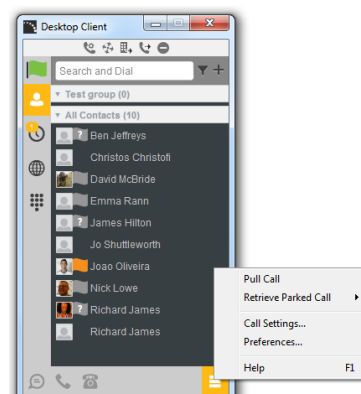 Desktop Client
Search and Dial
Test group (0)
All Contacts (10)
? Ben Jeffreys
Christos Christofi
David McBride
Emma Rann
? James Hilton
Jo Shuttleworth
Joao Oliveira
Nick Lowe
? Richard James
Richard James
Pull Call
Retrieve Parked Call
Call Settings...
Preferences...
Help F1